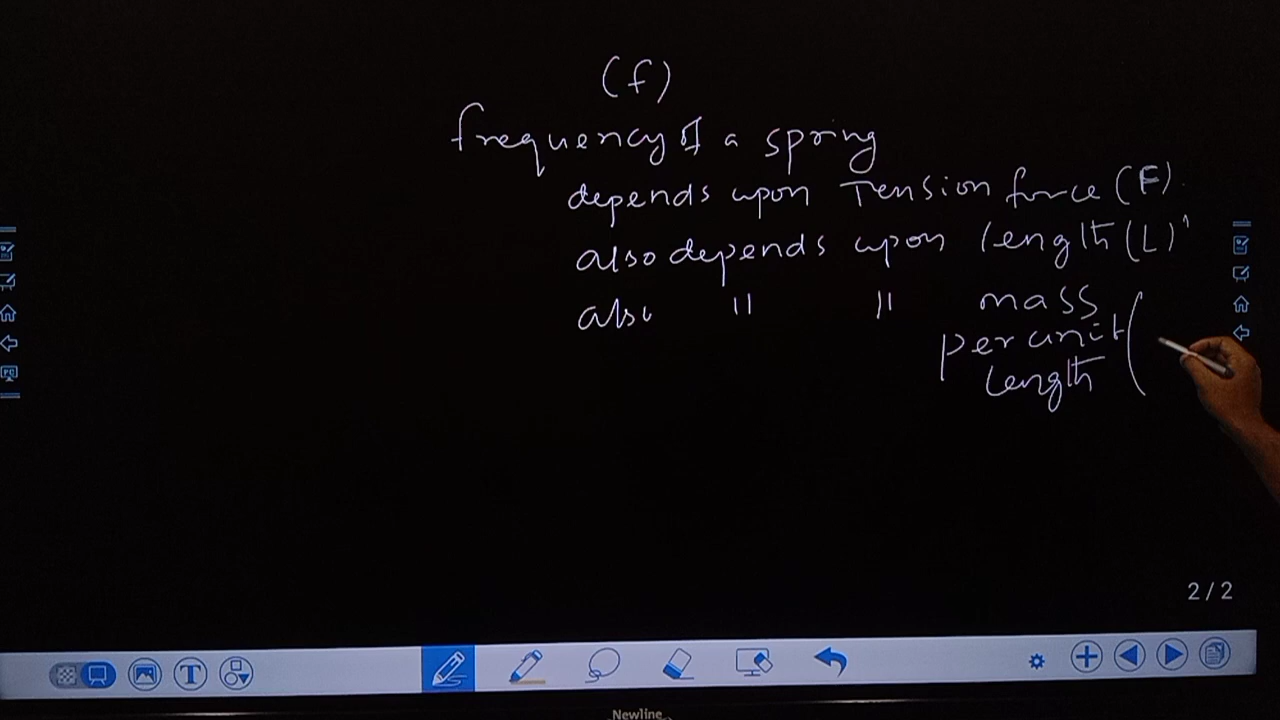 (f)
frequency of a spring
depends upon Tension force (F)
also depends upon length (L)
also " " mass
per unit
length (
2/2
Newline